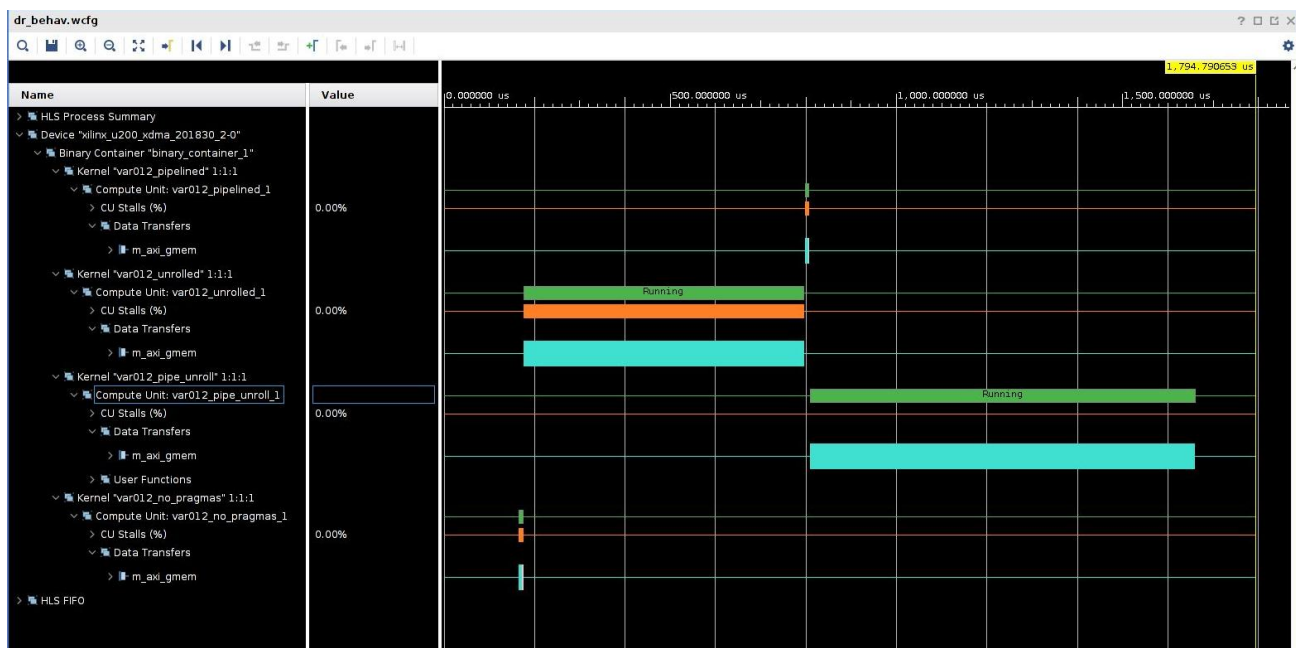 dr_behav.wcfg
1,794.790653 us
Name Value 0.000000 us 500.000000 us 1,000.000000 us 1,500.000000 us
HLS Process Summary
Device "xilinx_u200_xdma_201830_2-0"
Binary Container "binary_container_1"
Kernel "var012_pipelined" 1:1:1
Compute Unit: var012_pipelined_1
CU Stalls (%) 0.00%
Data Transfers
m_axi_gmem
Kernel "var012_unrolled" 1:1:1
Compute Unit: var012_unrolled_1 Running
CU Stalls (%) 0.00%
Data Transfers
m_axi_gmem
Kernel "var012_pipe_unroll" 1:1:1
Compute Unit: var012_pipe_unroll_1 Running
CU Stalls (%) 0.00%
Data Transfers
m_axi_gmem
User Functions
Kernel "var012_no_pragmas" 1:1:1
Compute Unit: var012_no_pragmas_1
CU Stalls (%) 0.00%
Data Transfers
m_axi_gmem
HLS FIFO